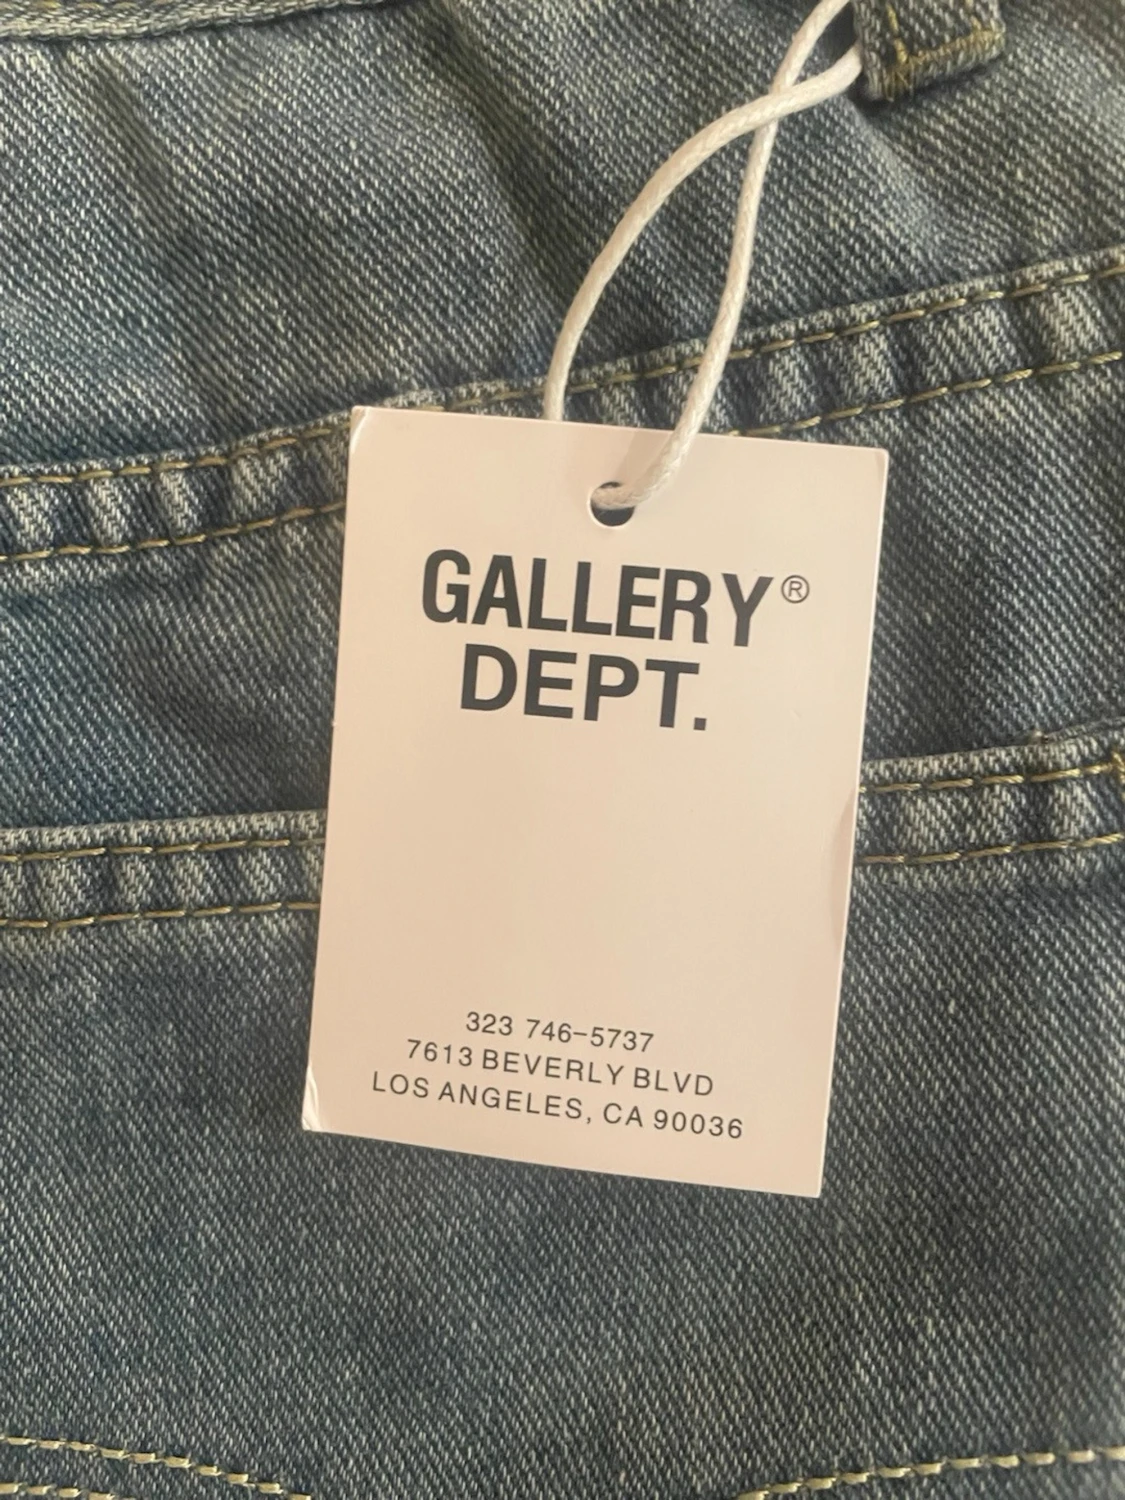 GALLERY®
DEPT.
323 746-5737
7613 BEVERLY BLVD
LOS ANGELES, CA 90036